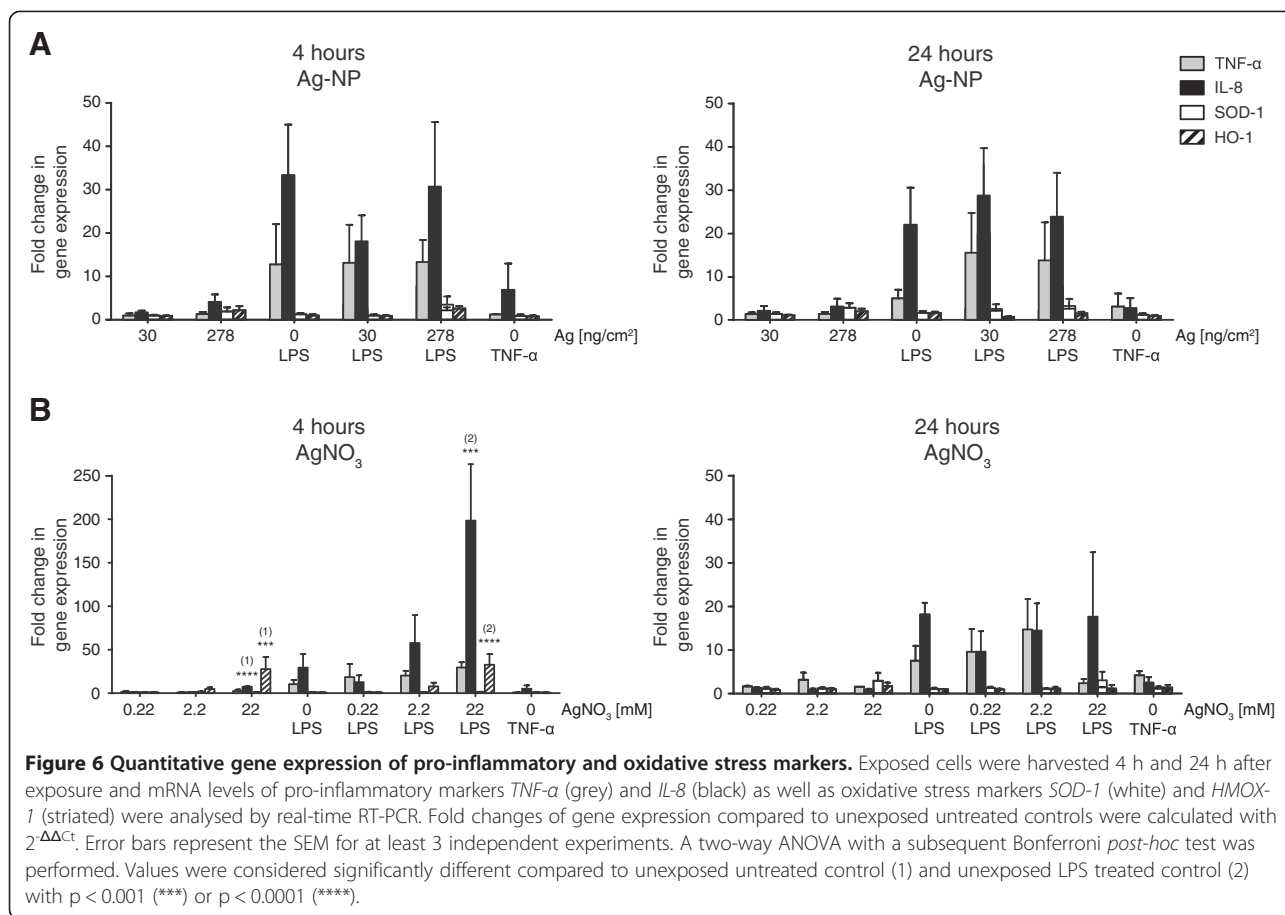 A
4 hours
Ag-NP
Fold change in
gene expression
50
40
30
20
10
0
30 278 0 30 278 0 Ag [ng/cm²]
LPS LPS LPS TNF-α
24 hours
Ag-NP
Fold change in
gene expression
50
40
30
20
10
0
30 278 0 30 278 0 Ag [ng/cm²]
LPS LPS LPS TNF-α
TNF-α
IL-8
SOD-1
HO-1
B
4 hours
AgNO₃
Fold change in
gene expression
250
200
150
100
50
0
(1)
****
(1)
***
(2)
***
(2)
****
0.22 2.2 22 0 0.22 2.2 22 0 AgNO₃ [mM]
LPS LPS LPS LPS TNF-α
24 hours
AgNO₃
Fold change in
gene expression
50
40
30
20
10
0
0.22 2.2 22 0 0.22 2.2 22 0 AgNO₃ [mM]
LPS LPS LPS LPS TNF-α
Figure 6 Quantitative gene expression of pro-inflammatory and oxidative stress markers. Exposed cells were harvested 4 h and 24 h after
exposure and mRNA levels of pro-inflammatory markers TNF-α (grey) and IL-8 (black) as well as oxidative stress markers SOD-1 (white) and HMOX-
1 (striated) were analysed by real-time RT-PCR. Fold changes of gene expression compared to unexposed untreated controls were calculated with
2⁻ΔΔCt. Error bars represent the SEM for at least 3 independent experiments. A two-way ANOVA with a subsequent Bonferroni post-hoc test was
performed. Values were considered significantly different compared to unexposed untreated control (1) and unexposed LPS treated control (2)
with p < 0.001 (***) or p < 0.0001 (****).